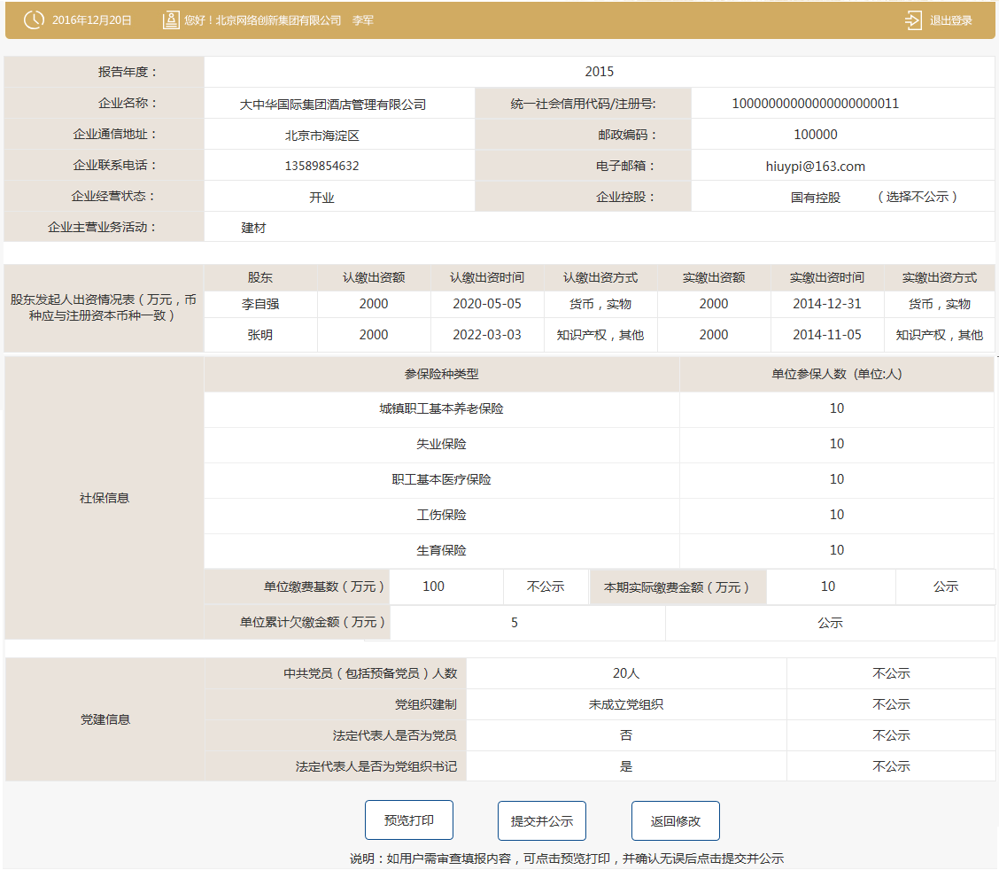 2016年12月20日 您好！北京网络创新集团有限公司 李军 退出登录
报告年度： 2015
企业名称： 大中华国际集团酒店管理有限公司 统一社会信用代码/注册号: 10000000000000000000011
企业通信地址： 北京市海淀区 邮政编码： 100000
企业联系电话： 13589854632 电子邮箱： hiuypi@163.com
企业经营状态： 开业 企业控股： 国有控股 （选择不公示）
企业主营业务活动： 建材
股东发起人出资情况表（万元，币
种应与注册资本币种一致）
股东 认缴出资额 认缴出资时间 认缴出资方式 实缴出资额 实缴出资时间 实缴出资方式
李自强 2000 2020-05-05 货币，实物 2000 2014-12-31 货币，实物
张明 2000 2022-03-03 知识产权，其他 2000 2014-11-05 知识产权，其他
社保信息
参保险种类型 单位参保人数 (单位:人)
城镇职工基本养老保险 10
失业保险 10
职工基本医疗保险 10
工伤保险 10
生育保险 10
单位缴费基数（万元） 100 不公示 本期实际缴费金额（万元） 10 公示
单位累计欠缴金额（万元） 5 公示
党建信息
中共党员（包括预备党员）人数 20人 不公示
党组织建制 未成立党组织 不公示
法定代表人是否为党员 否 不公示
法定代表人是否为党组织书记 是 不公示
预览打印 提交并公示 返回修改
说明：如用户需审查填报内容，可点击预览打印，并确认无误后点击提交并公示